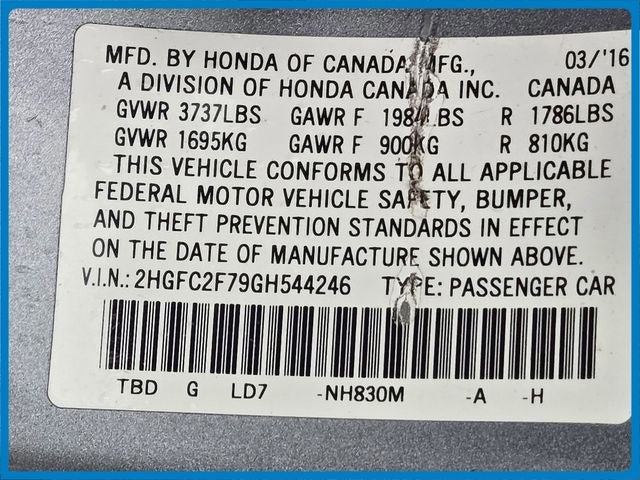 MFD. BY HONDA OF CANADA MFG., 03/'16
A DIVISION OF HONDA CANADA INC. CANADA
GVWR 3737LBS GAWR F 1984LBS R 1786LBS
GVWR 1695KG GAWR F 900KG R 810KG
THIS VEHICLE CONFORMS TO ALL APPLICABLE
FEDERAL MOTOR VEHICLE SAFETY, BUMPER,
AND THEFT PREVENTION STANDARDS IN EFFECT
ON THE DATE OF MANUFACTURE SHOWN ABOVE.
V.I.N.: 2HGFC2F79GH544246 TYPE: PASSENGER CAR
TBD G LD7 -NH830M -A -H